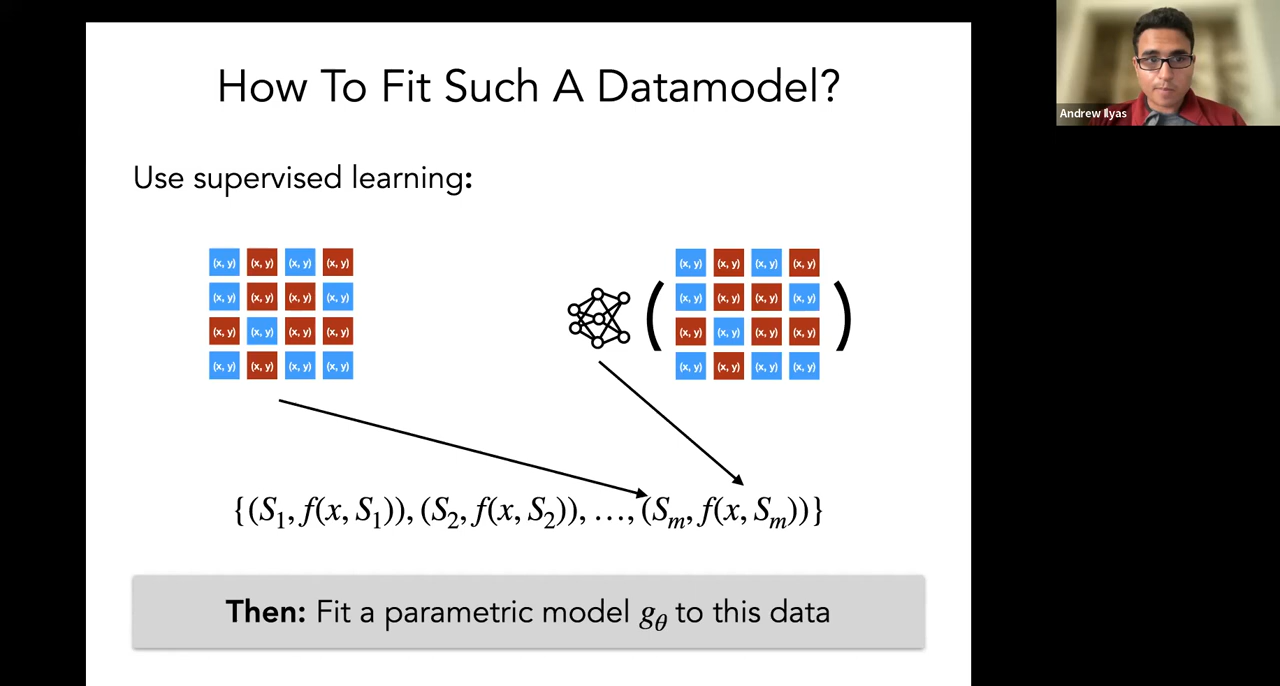 How To Fit Such A Datamodel?
Andrew Ilyas
Use supervised learning:
(x, y) (x, y) (x, y) (x, y)
(x, y) (x, y) (x, y) (x, y)
(x, y) (x, y) (x, y) (x, y)
(x, y) (x, y) (x, y) (x, y)
( (x, y) (x, y) (x, y) (x, y)
(x, y) (x, y) (x, y) (x, y)
(x, y) (x, y) (x, y) (x, y)
(x, y) (x, y) (x, y) (x, y) )
{(S₁, f(x, S₁)), (S₂, f(x, S₂)), …, (Sₘ, f(x, Sₘ))}
Then: Fit a parametric model g_θ to this data